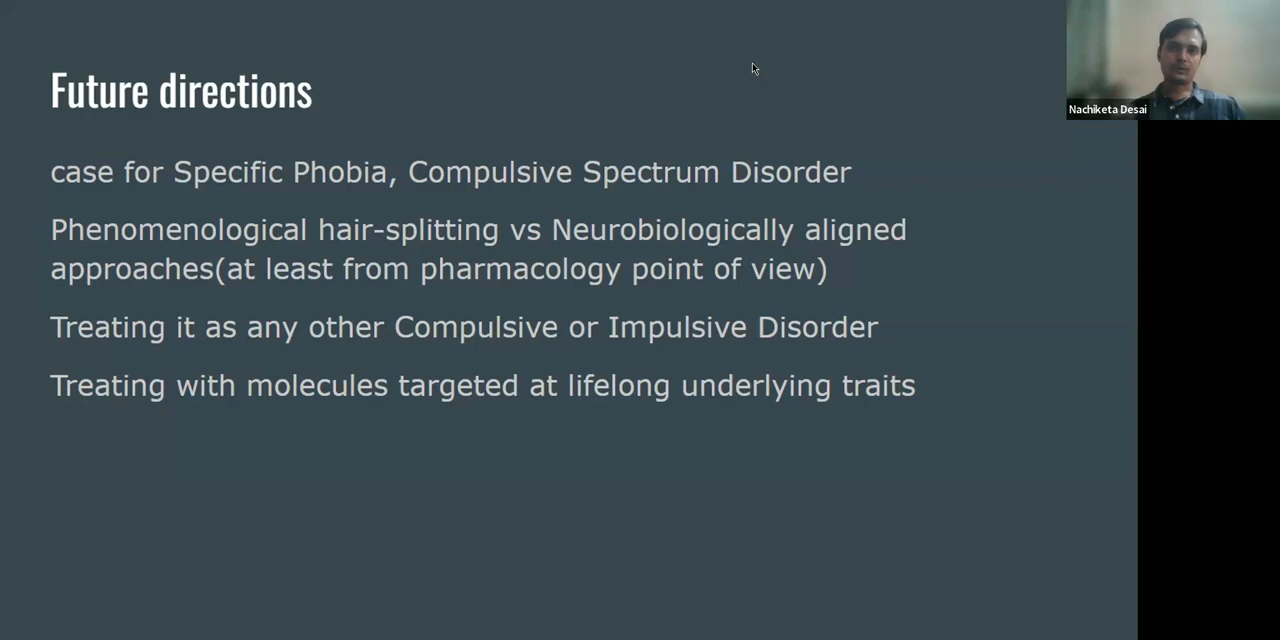 Future directions
Nachiketa Desai
case for Specific Phobia, Compulsive Spectrum Disorder
Phenomenological hair-splitting vs Neurobiologically aligned
approaches(at least from pharmacology point of view)
Treating it as any other Compulsive or Impulsive Disorder
Treating with molecules targeted at lifelong underlying traits